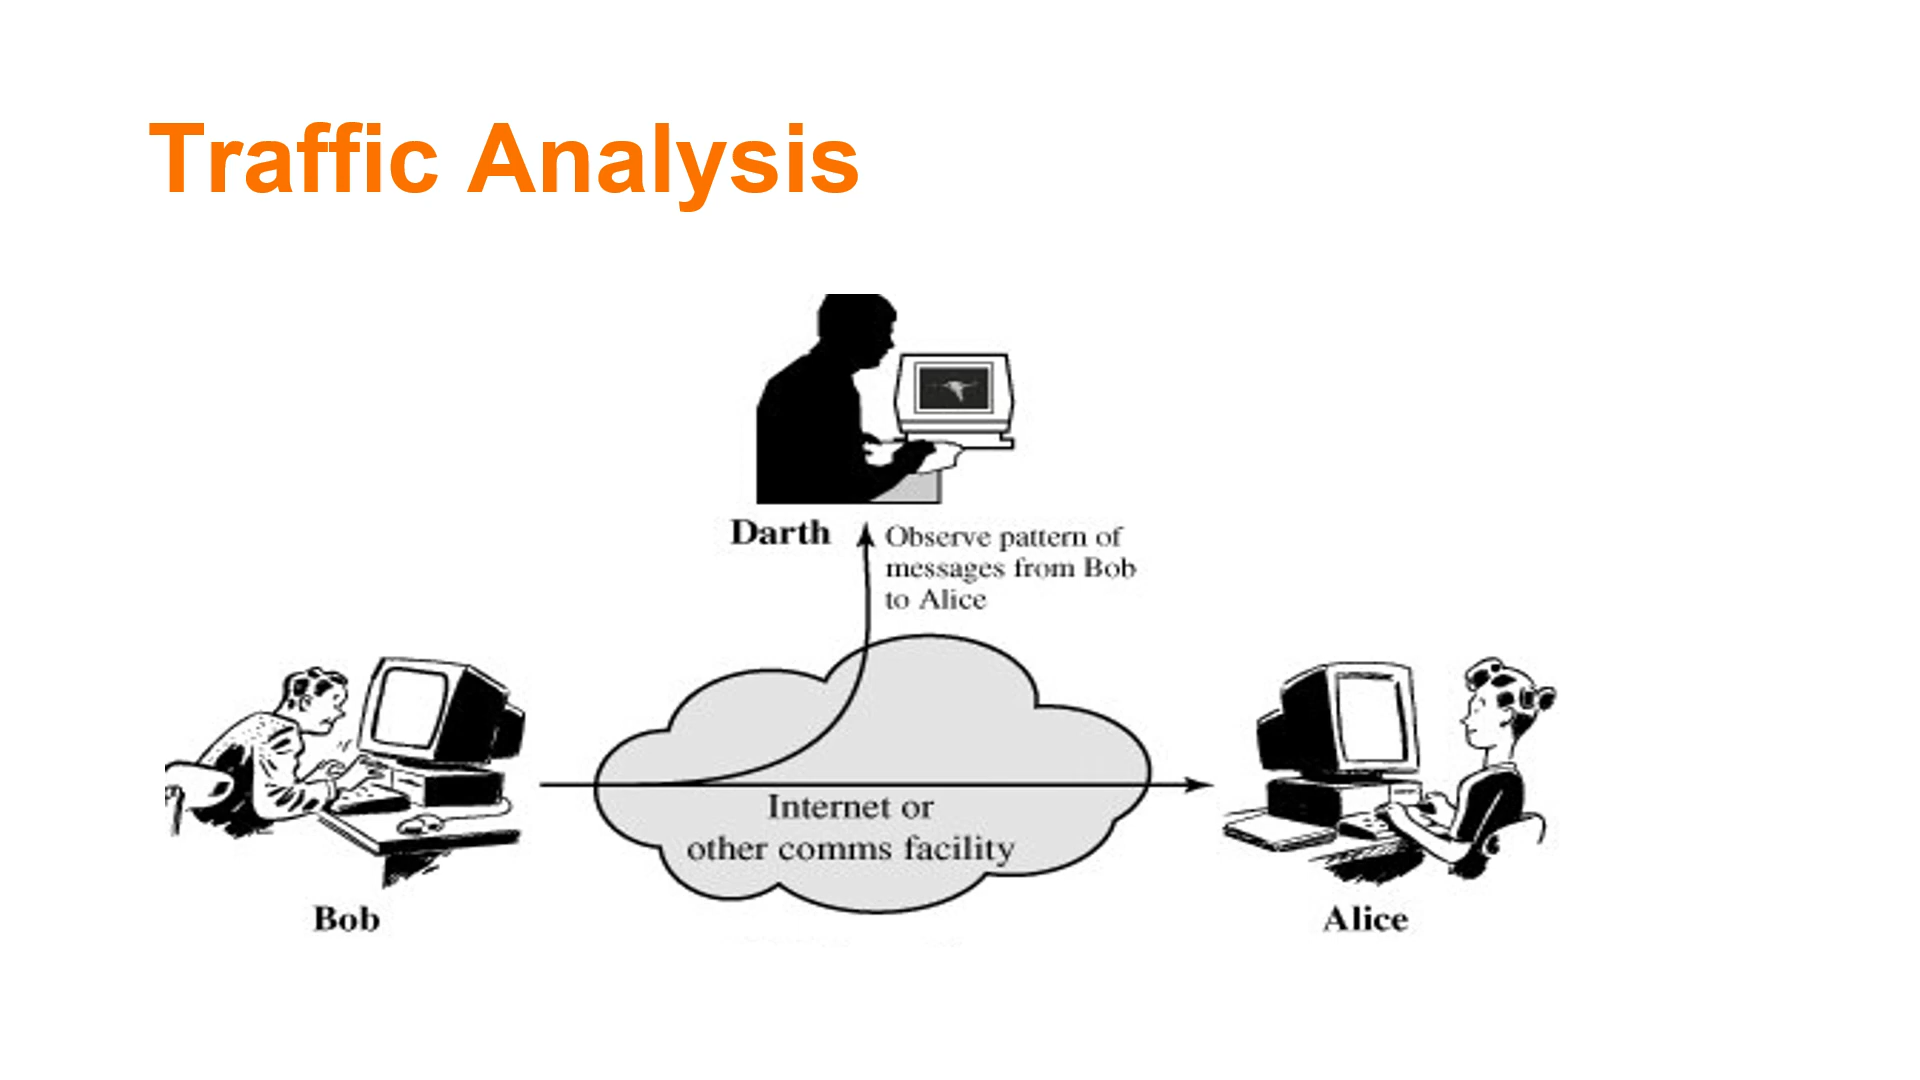 Traffic Analysis
Darth
Observe pattern of
messages from Bob
to Alice
Internet or
other comms facility
Bob
Alice